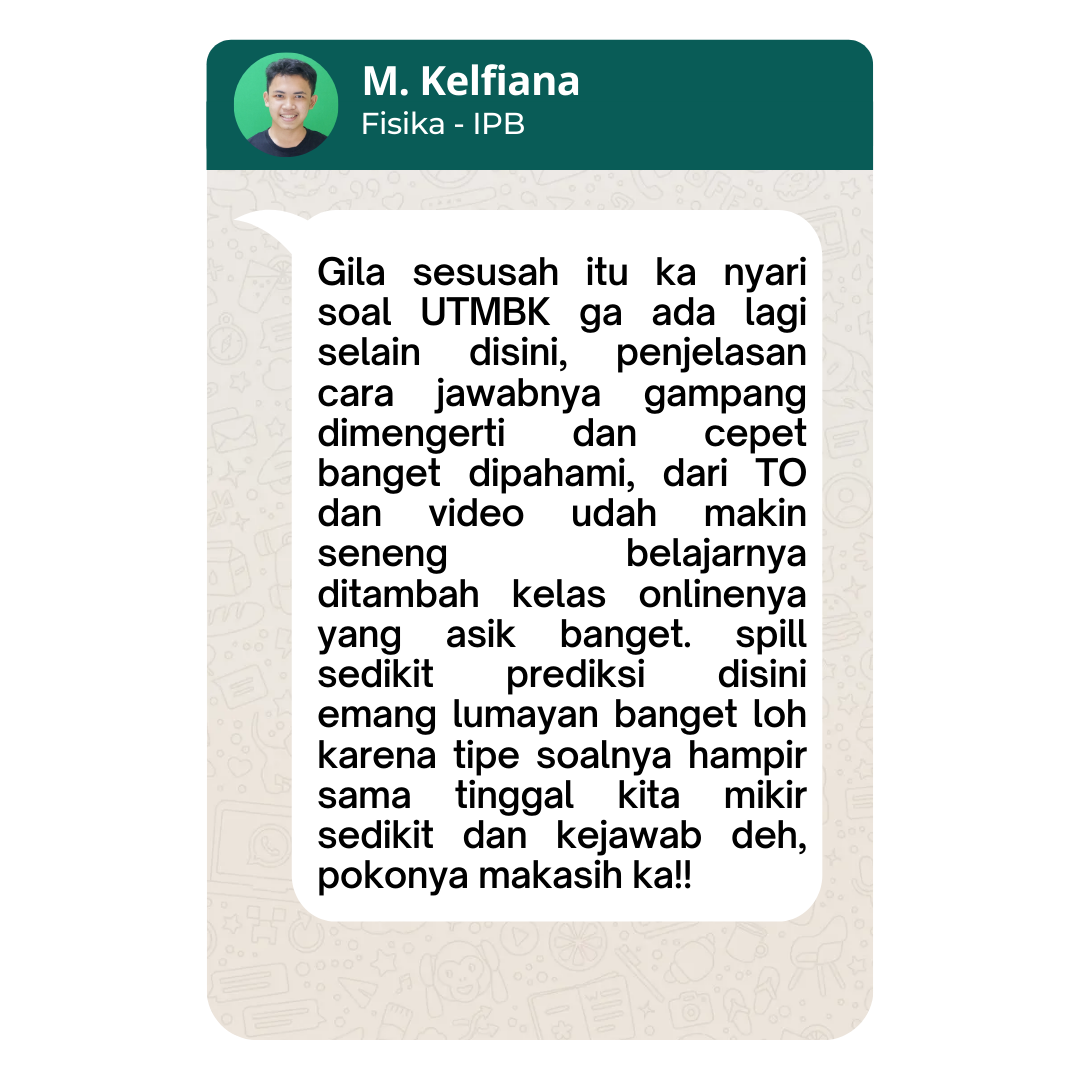 M. Kelfiana
Fisika - IPB
Gila sesusah itu ka nyari
soal UTMBK ga ada lagi
selain disini, penjelasan
cara jawabnya gampang
dimengerti dan cepet
banget dipahami, dari TO
dan video udah makin
seneng belajarnya
ditambah kelas onlinenya
yang asik banget. spill
sedikit prediksi disini
emang lumayan banget loh
karena tipe soalnya hampir
sama tinggal kita mikir
sedikit dan kejawab deh,
pokonya makasih ka!!